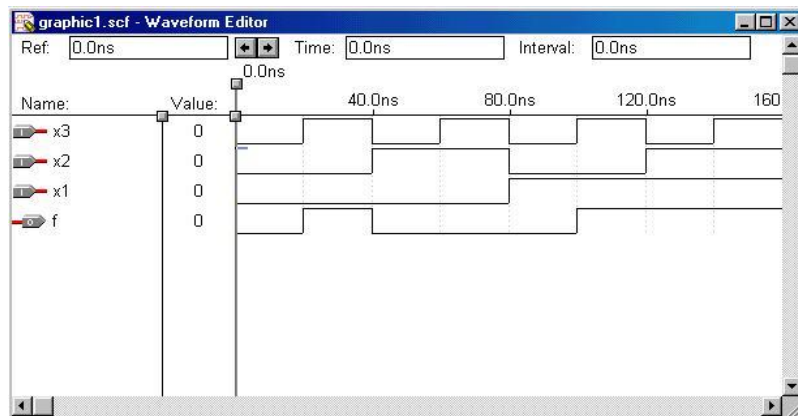 graphic1.scf - Waveform Editor
Ref: 0.0ns Time: 0.0ns Interval: 0.0ns
0.0ns
Name: Value: 40.0ns 80.0ns 120.0ns 160
x3 0
x2 0
x1 0
f 0